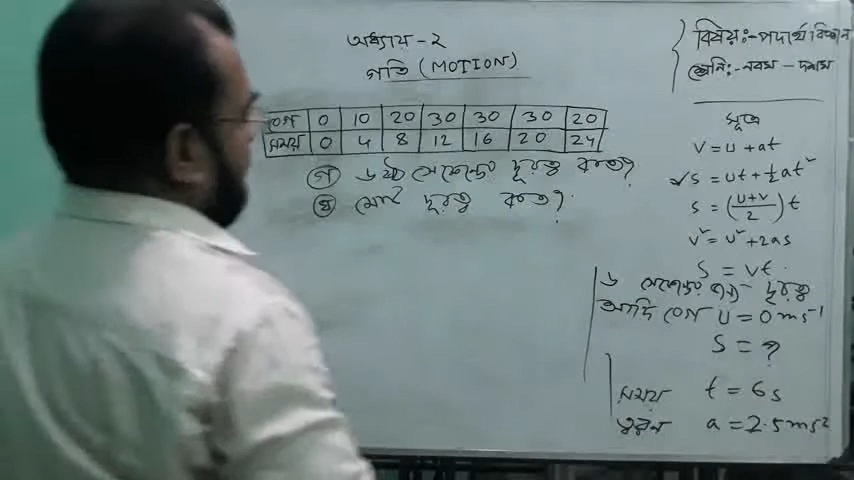 অধ্যায় - ২
গতি (MOTION)
বেগ 0 10 20 30 30 30 20
সময় 0 4 8 12 16 20 24
গ ৬ষ্ঠ সেকেন্ডে দূরত্ব কত?
ঘ মোট দূরত্ব কত?
বিষয়:- পদার্থ বিজ্ঞান
শ্রেনি:- নবম - দশম
সূত্র
v = u + at
✓s = ut + ½at²
s = (u+v/2) t
v² = u² + 2as
s = vt.
৬ সেকেন্ডের দূরত্ব
আদি বেগ u = 0 ms⁻¹
s = ?
সময় t = 6s
ত্বরন a = 2.5 ms²